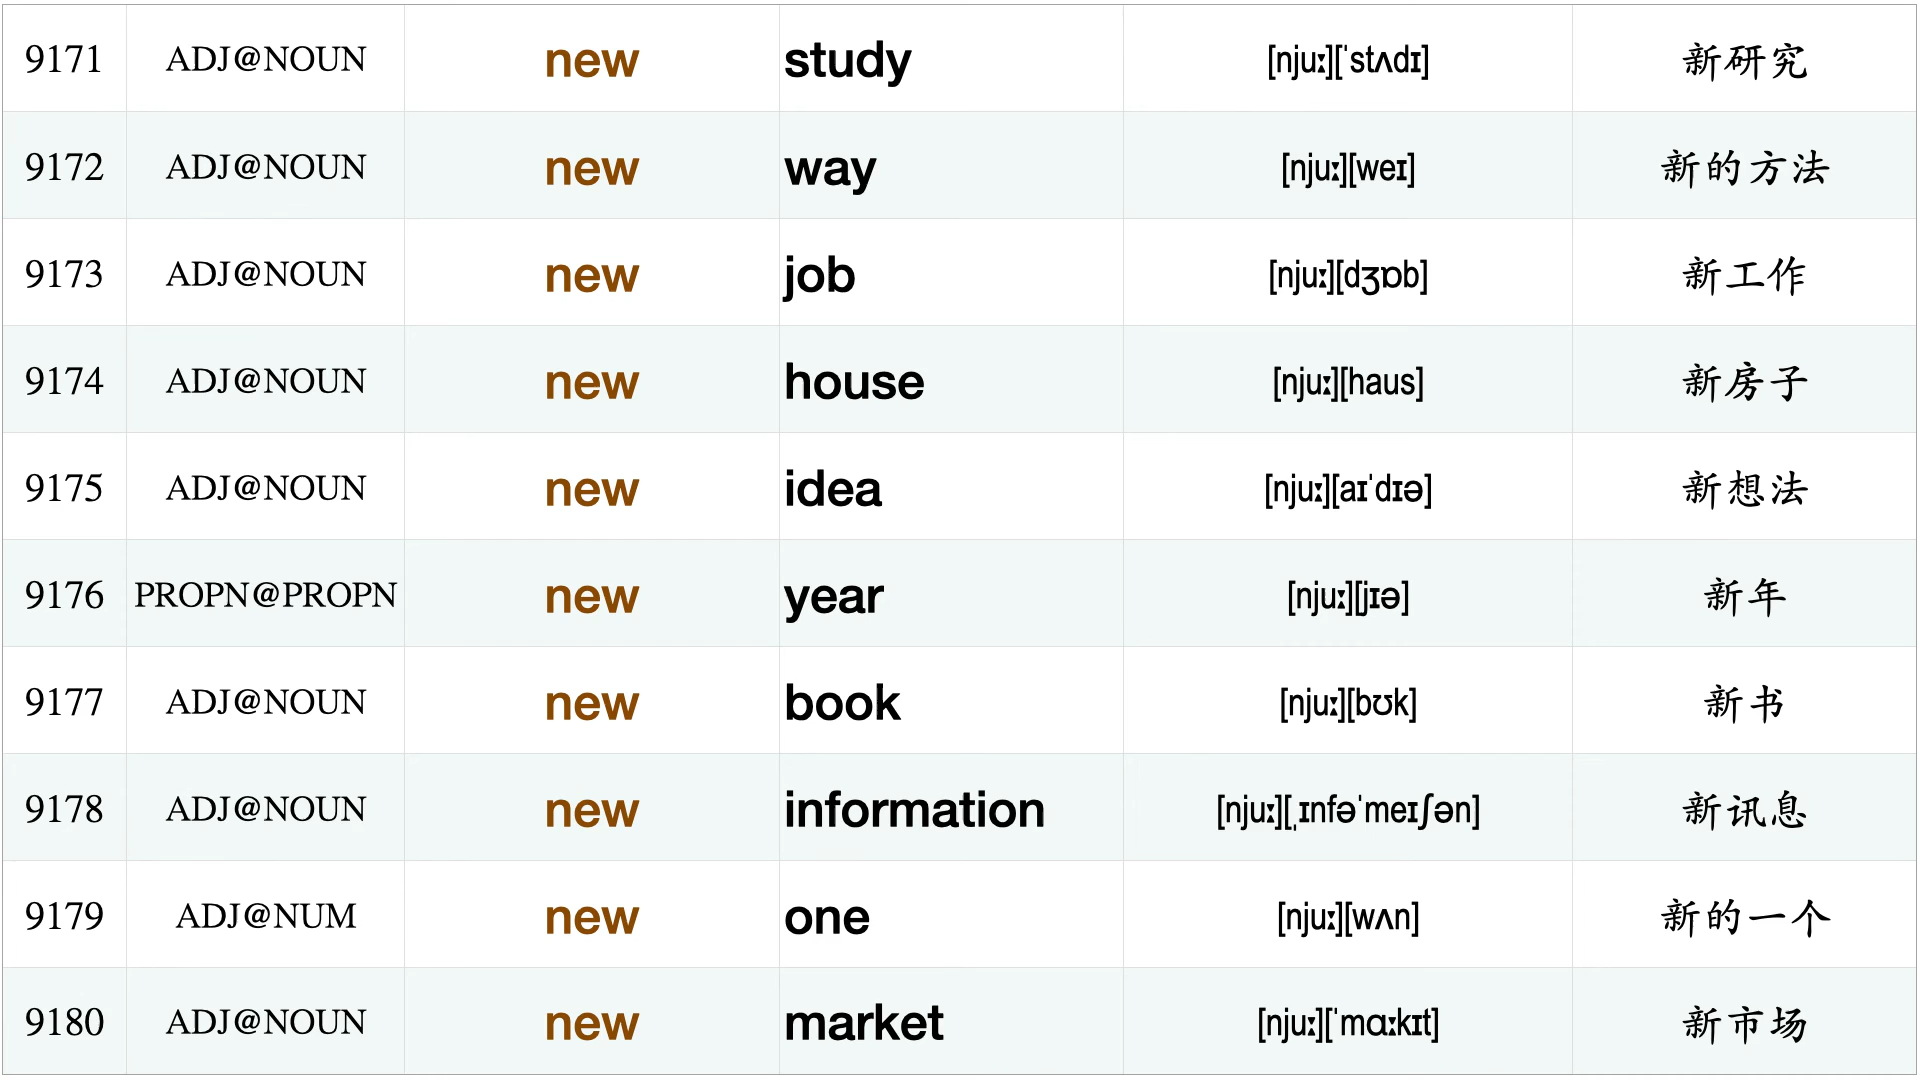 9171 ADJ@NOUN new study [njuː][ˈstʌdɪ] 新研究
9172 ADJ@NOUN new way [njuː][weɪ] 新的方法
9173 ADJ@NOUN new job [njuː][dʒɒb] 新工作
9174 ADJ@NOUN new house [njuː][haus] 新房子
9175 ADJ@NOUN new idea [njuː][aɪˈdɪə] 新想法
9176 PROPN@PROPN new year [njuː][jɪə] 新年
9177 ADJ@NOUN new book [njuː][bʊk] 新书
9178 ADJ@NOUN new information [njuː][ˌɪnfəˈmeɪʃən] 新讯息
9179 ADJ@NUM new one [njuː][wʌn] 新的一个
9180 ADJ@NOUN new market [njuː][ˈmɑːkɪt] 新市场